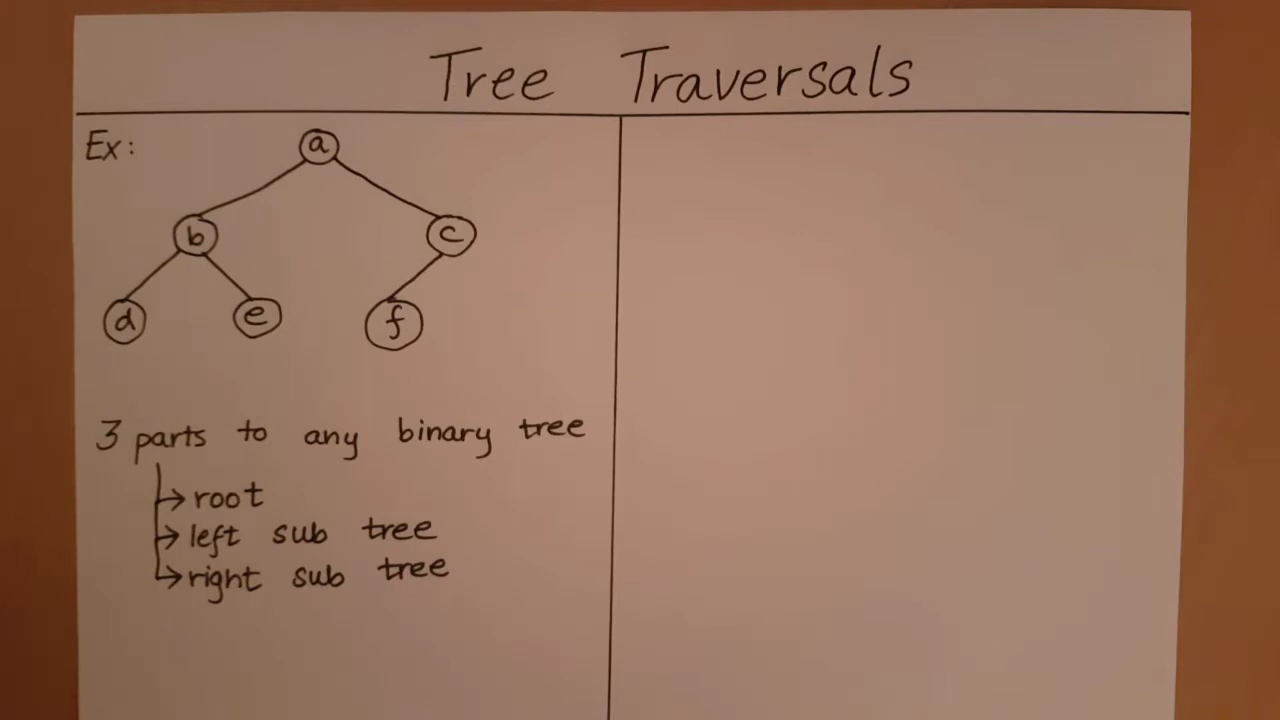 Tree Traversals
Ex:
a
b
c
d
e
f
3 parts to any binary tree
→ root
→ left sub tree
→ right sub tree